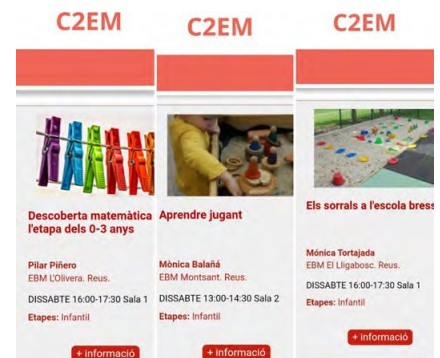 C2EM
Descoberta matemàtica
l'etapa dels 0-3 anys
Pilar Piñero
EBM L'Olivera. Reus.
DISSABTE 16:00-17:30 Sala 1
Etapes: Infantil
+ informació
C2EM
Aprendre jugant
Mònica Balañá
EBM Montsant. Reus.
DISSABTE 13:00-14:30 Sala 2
Etapes: Infantil
+ informació
C2EM
Els sorrals a l'escola bress
Mónica Tortajada
EBM El Lligabosc. Reus.
DISSABTE 16:00-17:30 Sala 1
Etapes: Infantil
+ informació